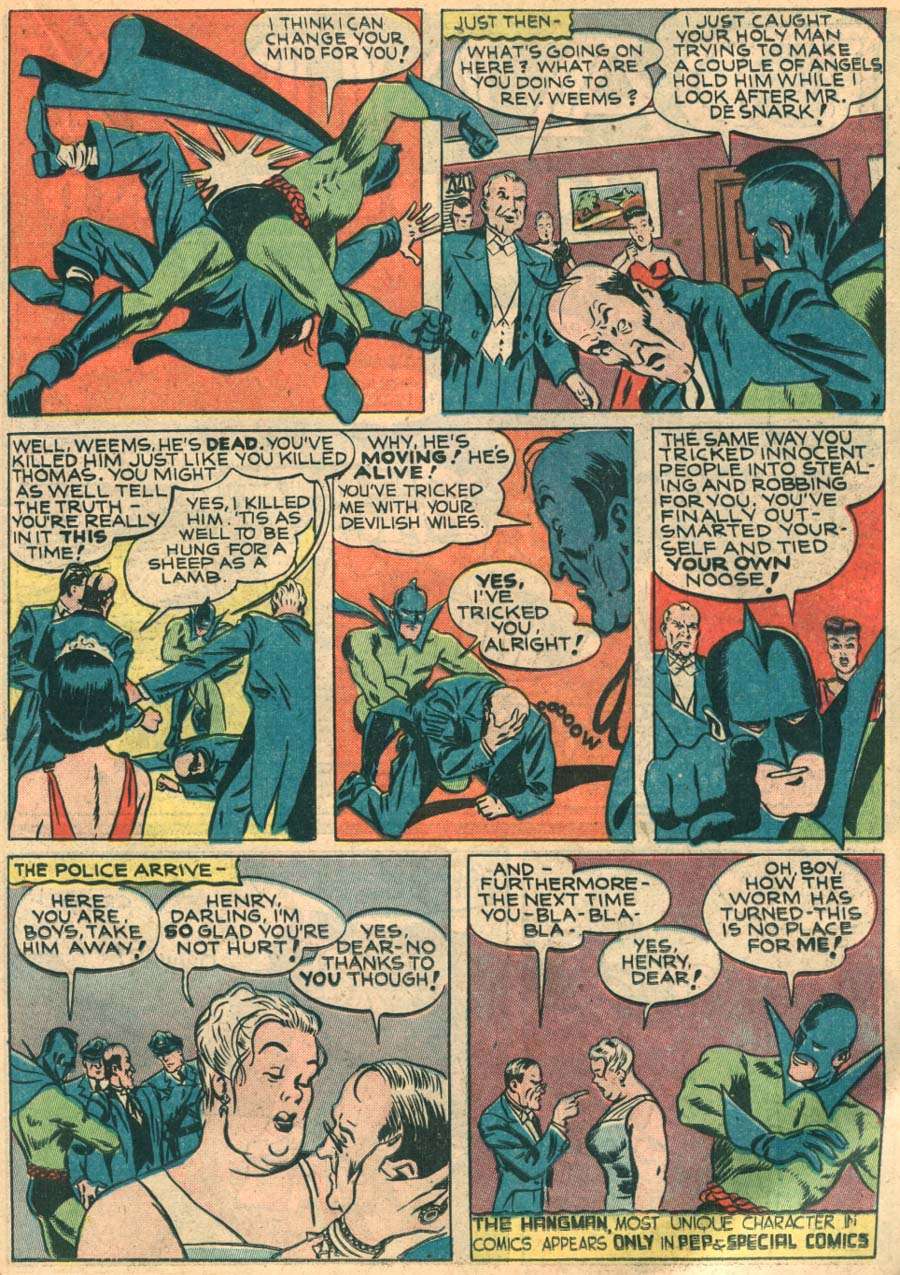 I THINK I CAN
CHANGE YOUR
MIND FOR YOU!
JUST THEN-
WHAT'S GOING ON
HERE? WHAT ARE
YOU DOING TO
REV. WEEMS?
I JUST CAUGHT
YOUR HOLY MAN
TRYING TO MAKE
A COUPLE OF ANGELS
HOLD HIM WHILE I
LOOK AFTER MR.
DE SNARK!
WELL, WEEMS, HE'S DEAD. YOU'VE
KILLED HIM JUST LIKE YOU KILLED
THOMAS. YOU MIGHT
AS WELL TELL
THE TRUTH-
YOU'RE REALLY
IN IT THIS
TIME!
YES, I KILLED
HIM. 'TIS AS
WELL TO BE
HUNG FOR A
SHEEP AS A
LAMB.
WHY, HE'S
MOVING! HE'S
ALIVE!
YOU'VE TRICKED
ME WITH YOUR
DEVILISH WILES.
YES,
I'VE
TRICKED
YOU,
ALRIGHT!
OOOOOW
THE SAME WAY YOU
TRICKED INNOCENT
PEOPLE INTO STEAL-
ING AND ROBBING
FOR YOU. YOU'VE
FINALLY OUT-
SMARTED YOUR-
SELF AND TIED
YOUR OWN
NOOSE!
THE POLICE ARRIVE-
HERE
YOU ARE,
BOYS, TAKE
HIM AWAY!
HENRY,
DARLING, I'M
SO GLAD YOU'RE
NOT HURT!
YES,
DEAR-NO
THANKS TO
YOU THOUGH!
AND-
FURTHERMORE-
THE NEXT TIME
YOU-BLA-BLA-
BLA-
YES,
HENRY,
DEAR!
OH, BOY,
HOW THE
WORM HAS
TURNED-THIS
IS NO PLACE
FOR ME!
THE HANGMAN, MOST UNIQUE CHARACTER IN
COMICS APPEARS ONLY IN PEP & SPECIAL COMICS